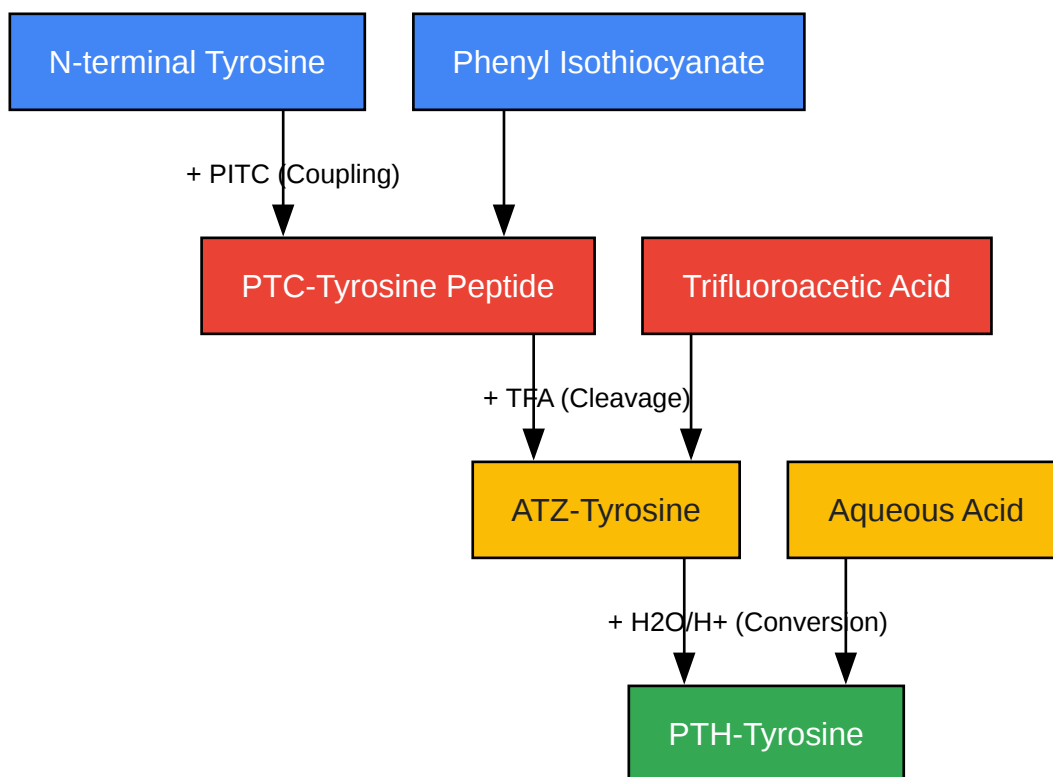 N-terminal Tyrosine
Phenyl Isothiocyanate
+ PITC (Coupling)
PTC-Tyrosine Peptide
Trifluoroacetic Acid
+ TFA (Cleavage)
ATZ-Tyrosine
Aqueous Acid
+ H2O/H+ (Conversion)
PTH-Tyrosine